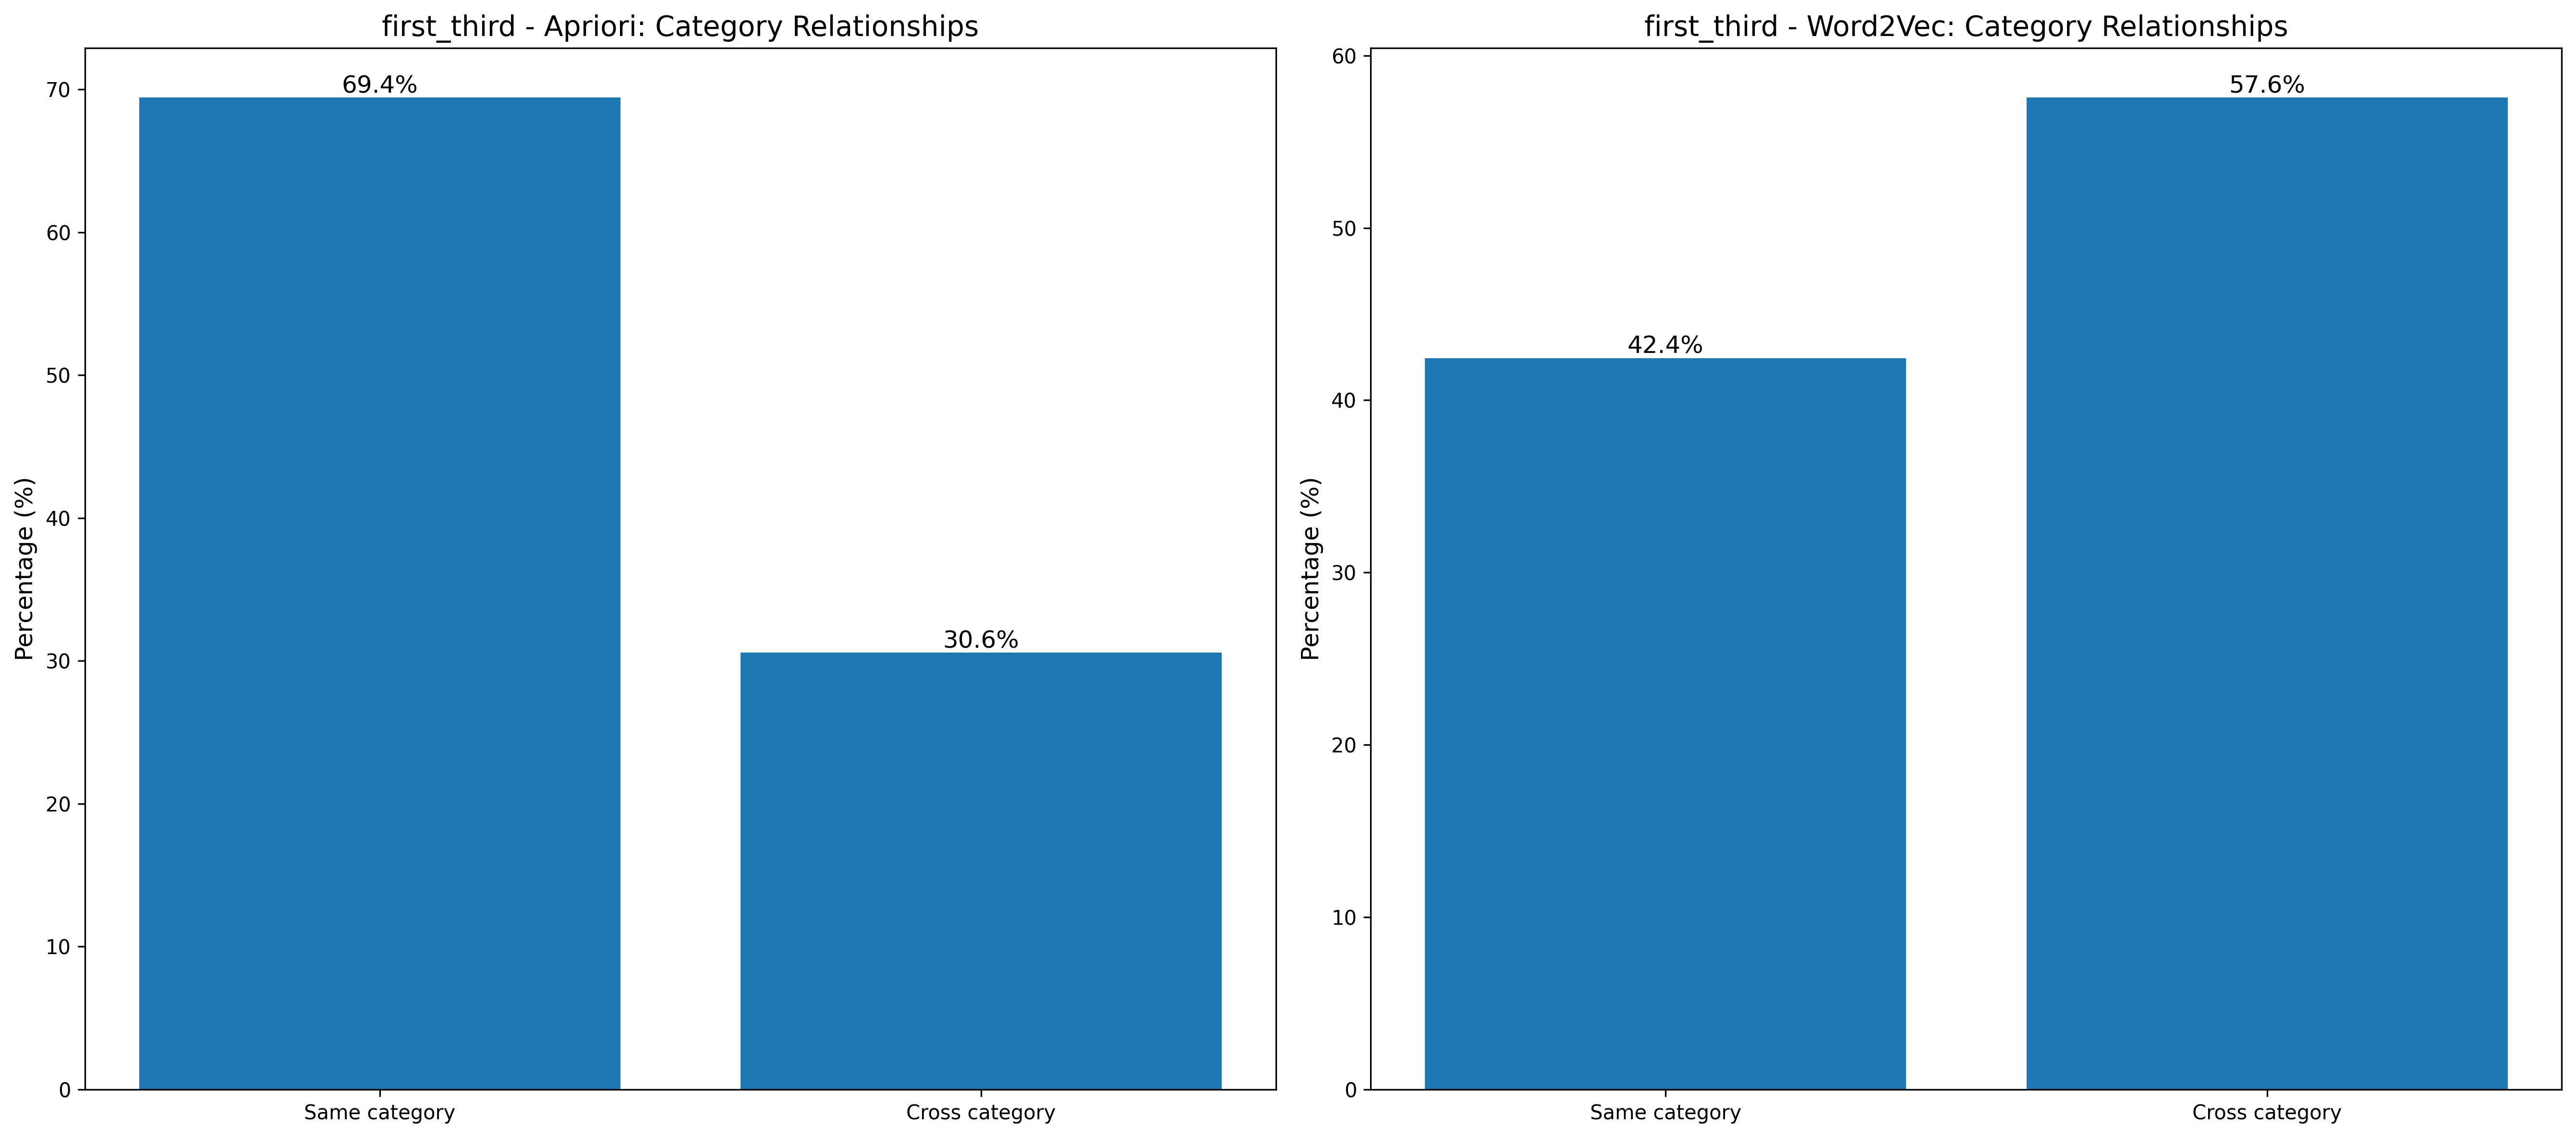 first_third - Apriori: Category Relationships
69.4%
30.6%
70
60
50
40
30
20
10
0
Percentage (%)
Same category
Cross category
first_third - Word2Vec: Category Relationships
57.6%
42.4%
60
50
40
30
20
10
0
Percentage (%)
Same category
Cross category